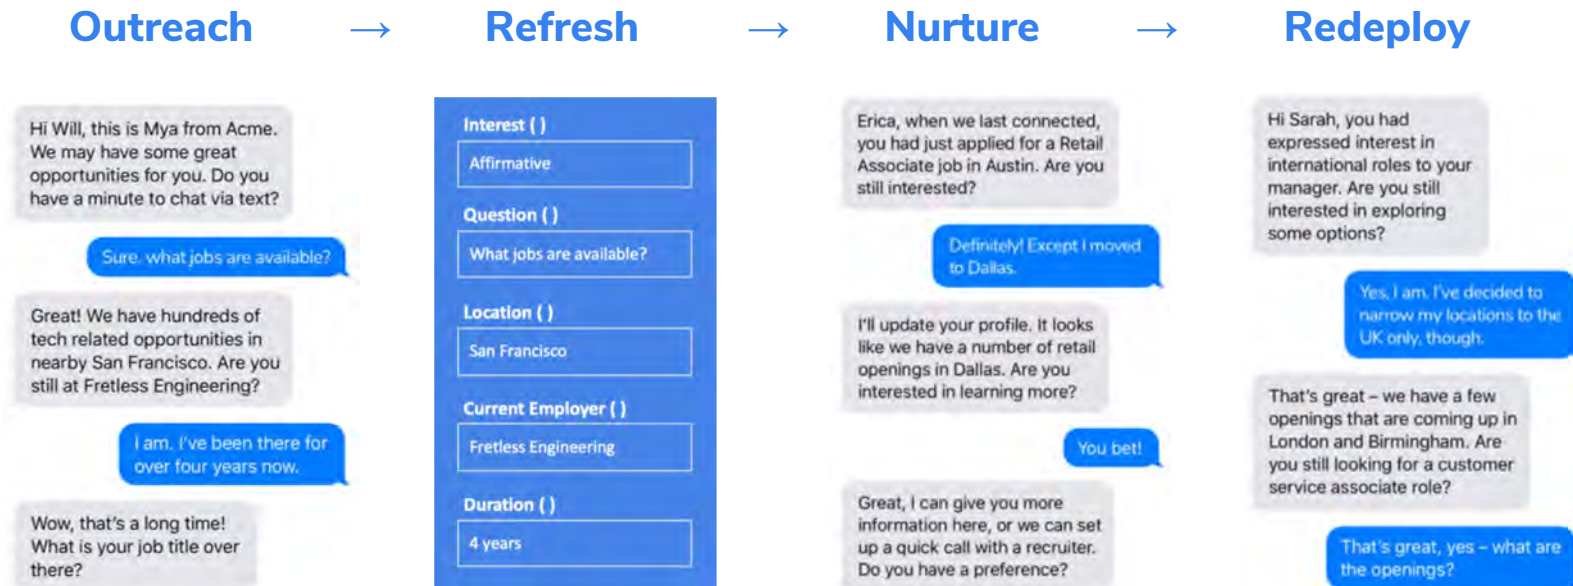 Outreach → Refresh → Nurture → Redeploy
Hi Will, this is Mya from Acme.
We may have some great
opportunities for you. Do you
have a minute to chat via text?
Sure. what jobs are available?
Great! We have hundreds of
tech related opportunities in
nearby San Francisco. Are you
still at Fretless Engineering?
I am. I've been there for
over four years now.
Wow, that's a long time!
What is your job title over
there?
Interest ( )
Affirmative
Question ( )
What jobs are available?
Location ( )
San Francisco
Current Employer ( )
Fretless Engineering
Duration ( )
4 years
Erica, when we last connected,
you had just applied for a Retail
Associate job in Austin. Are you
still interested?
Definitely! Except I moved
to Dallas.
I'll update your profile. It looks
like we have a number of retail
openings in Dallas. Are you
interested in learning more?
You bet!
Great, I can give you more
information here, or we can set
up a quick call with a recruiter.
Do you have a preference?
Hi Sarah, you had
expressed interest in
international roles to your
manager. Are you still
interested in exploring
some options?
Yes, I am. I've decided to
narrow my locations to the
UK only, though.
That's great – we have a few
openings that are coming up in
London and Birmingham. Are
you still looking for a customer
service associate role?
That's great, yes – what are
the openings?